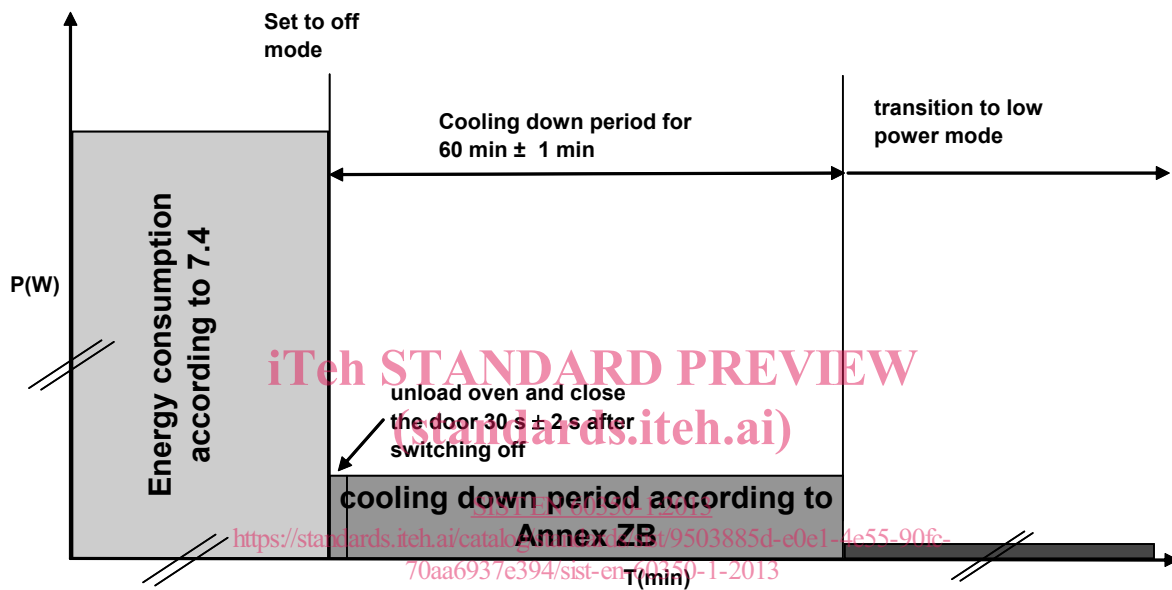 Set to off
mode
Cooling down period for
60 min ± 1 min
transition to low
power mode
Energy consumption
according to 7.4
P(W)
iTeh STANDARD PREVIEW
(standards.iteh.ai)
unload oven and close
the door 30 s ± 2 s after
switching off
cooling down period according to
Annex ZB
SIST EN 60350-1:2013
https://standards.iteh.ai/catalog/standards/sist/9503885d-e0e1-4e55-90fc-
70aa6937e394/sist-en-60350-1-2013
T(min)